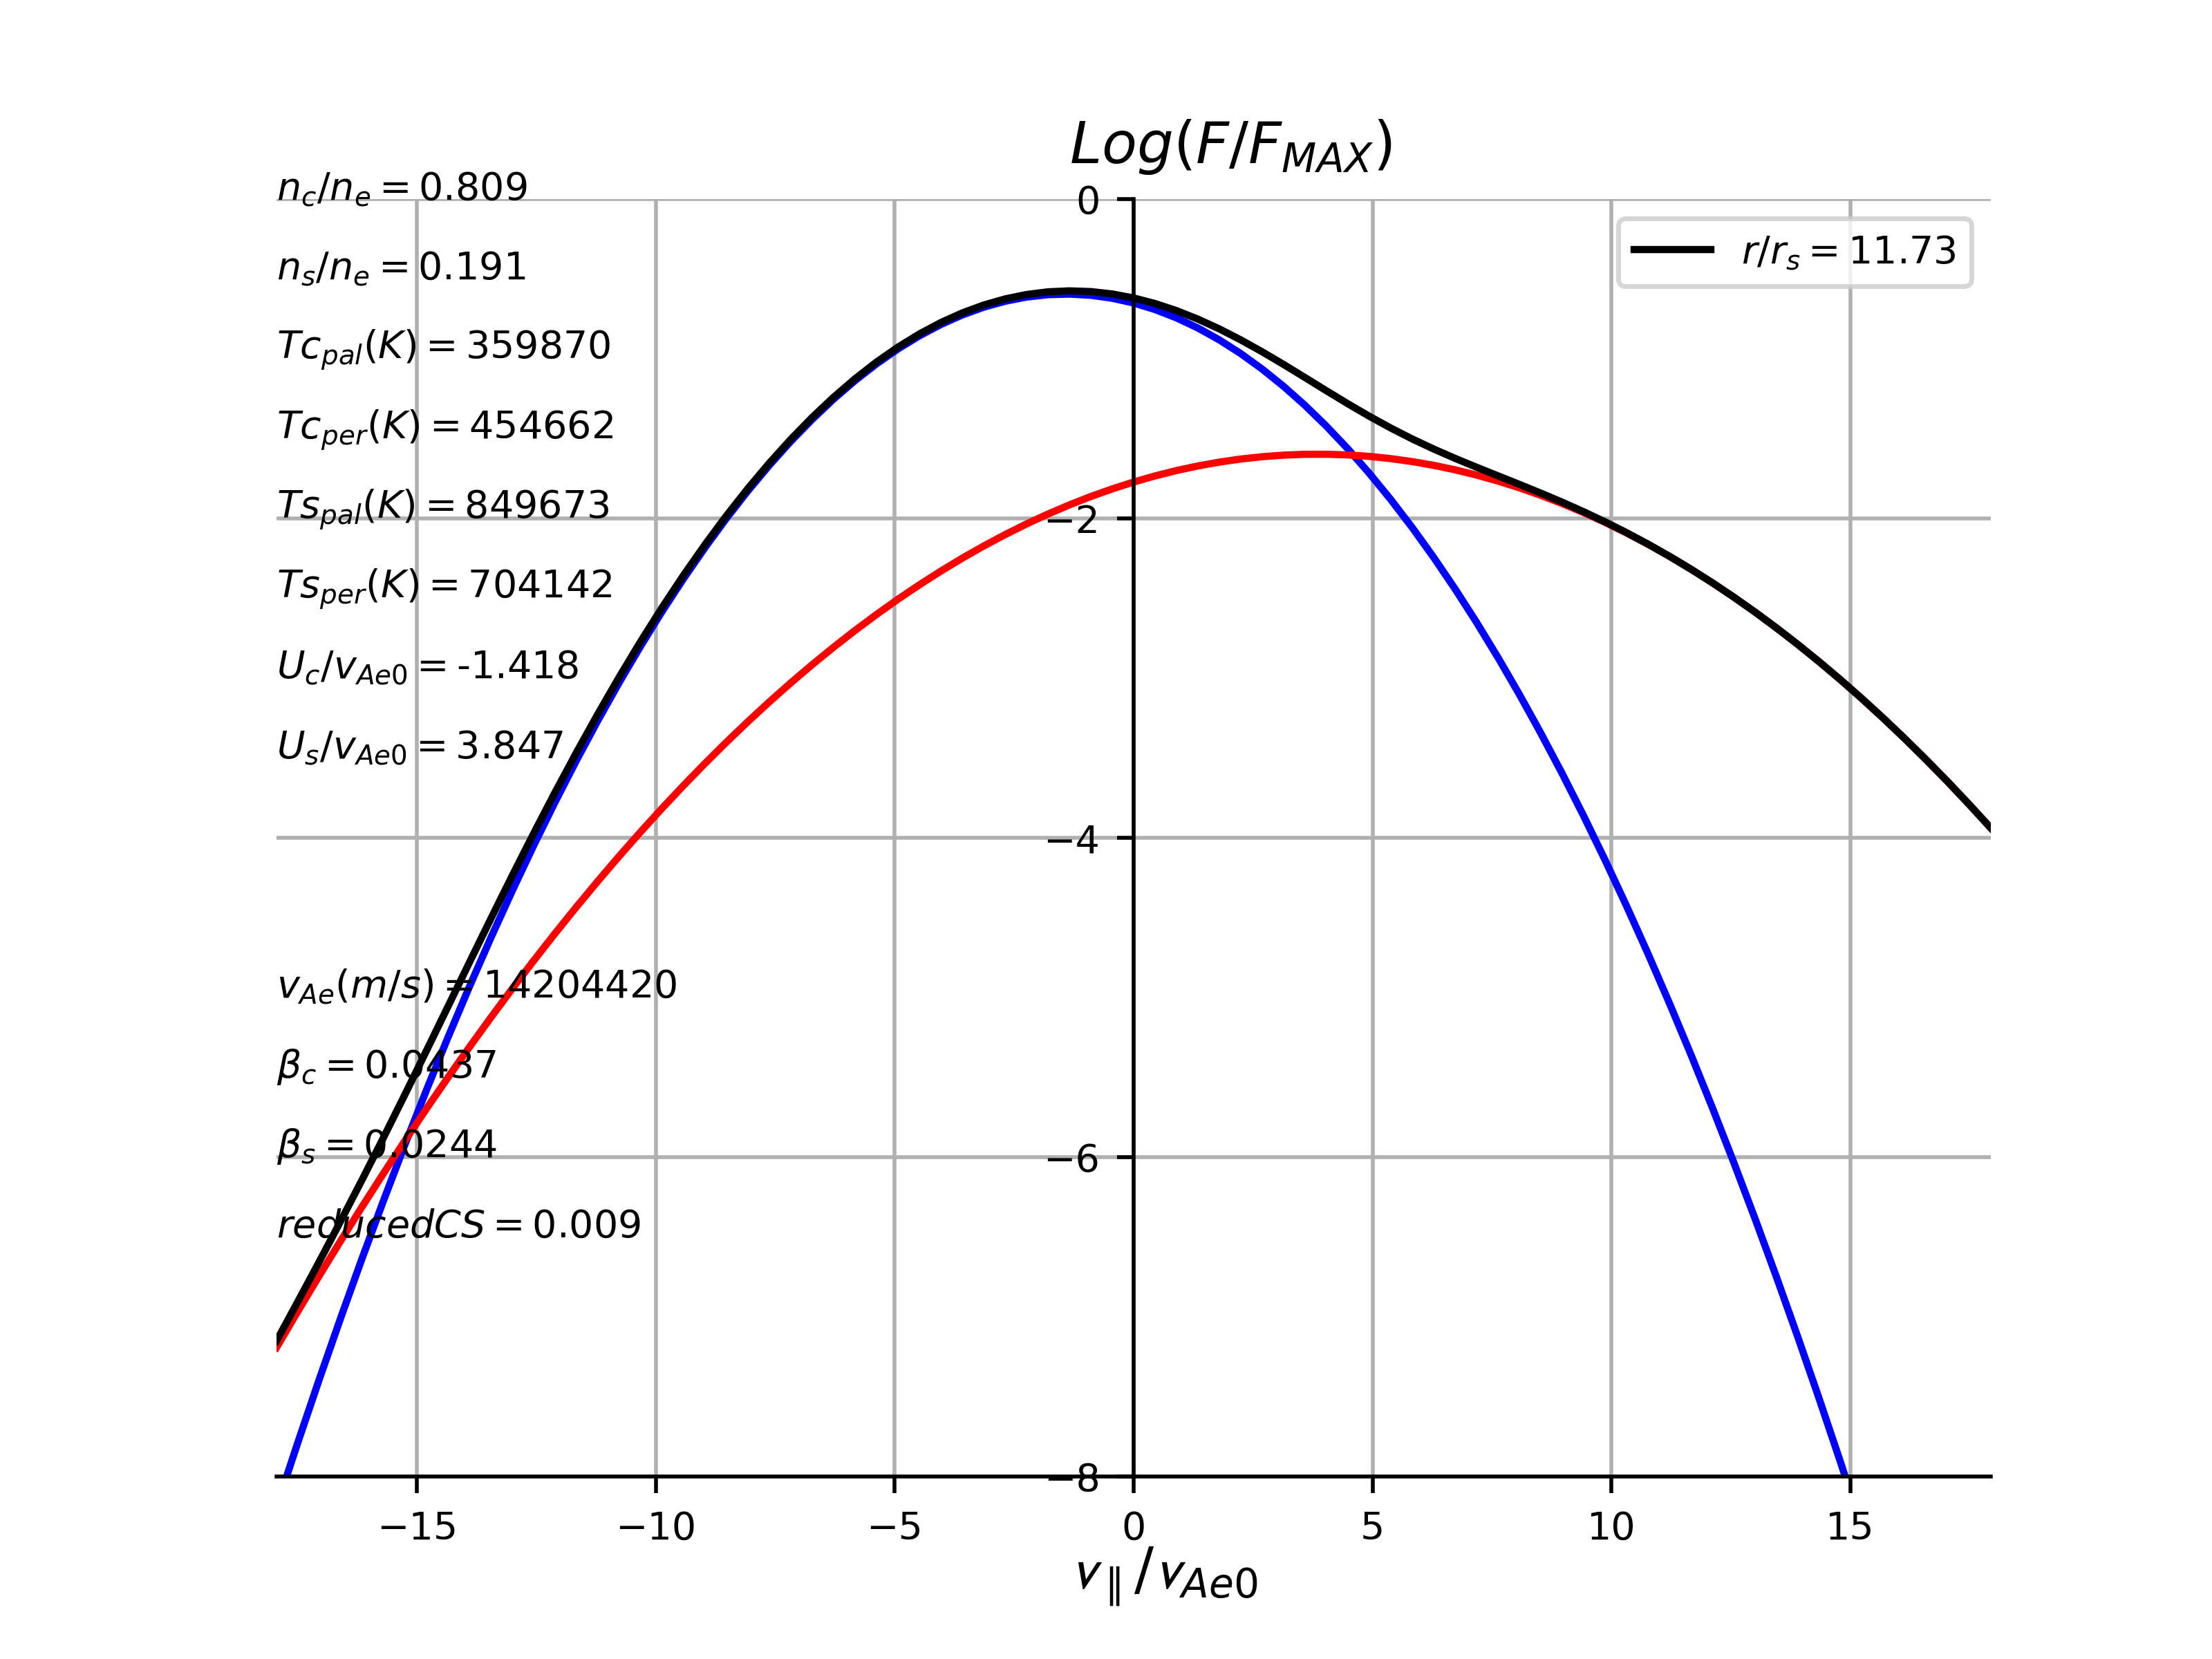 Log(F/F_MAX)
n_c/n_e = 0.809
0
r/r_s = 11.73
n_s/n_e = 0.191
Tc_pal(K) = 359870
Tc_per(K) = 454662
Ts_pal(K) = 849673
−2
Ts_per(K) = 704142
U_c/v_Ae0 = -1.418
U_s/v_Ae0 = 3.847
−4
v_Ae(m/s) = 14204420
β_c = 0.0437
β_s = 0.0244
−6
reducedCS = 0.009
−8
−15 −10 −5 0 5 10 15
v_∥/v_Ae0